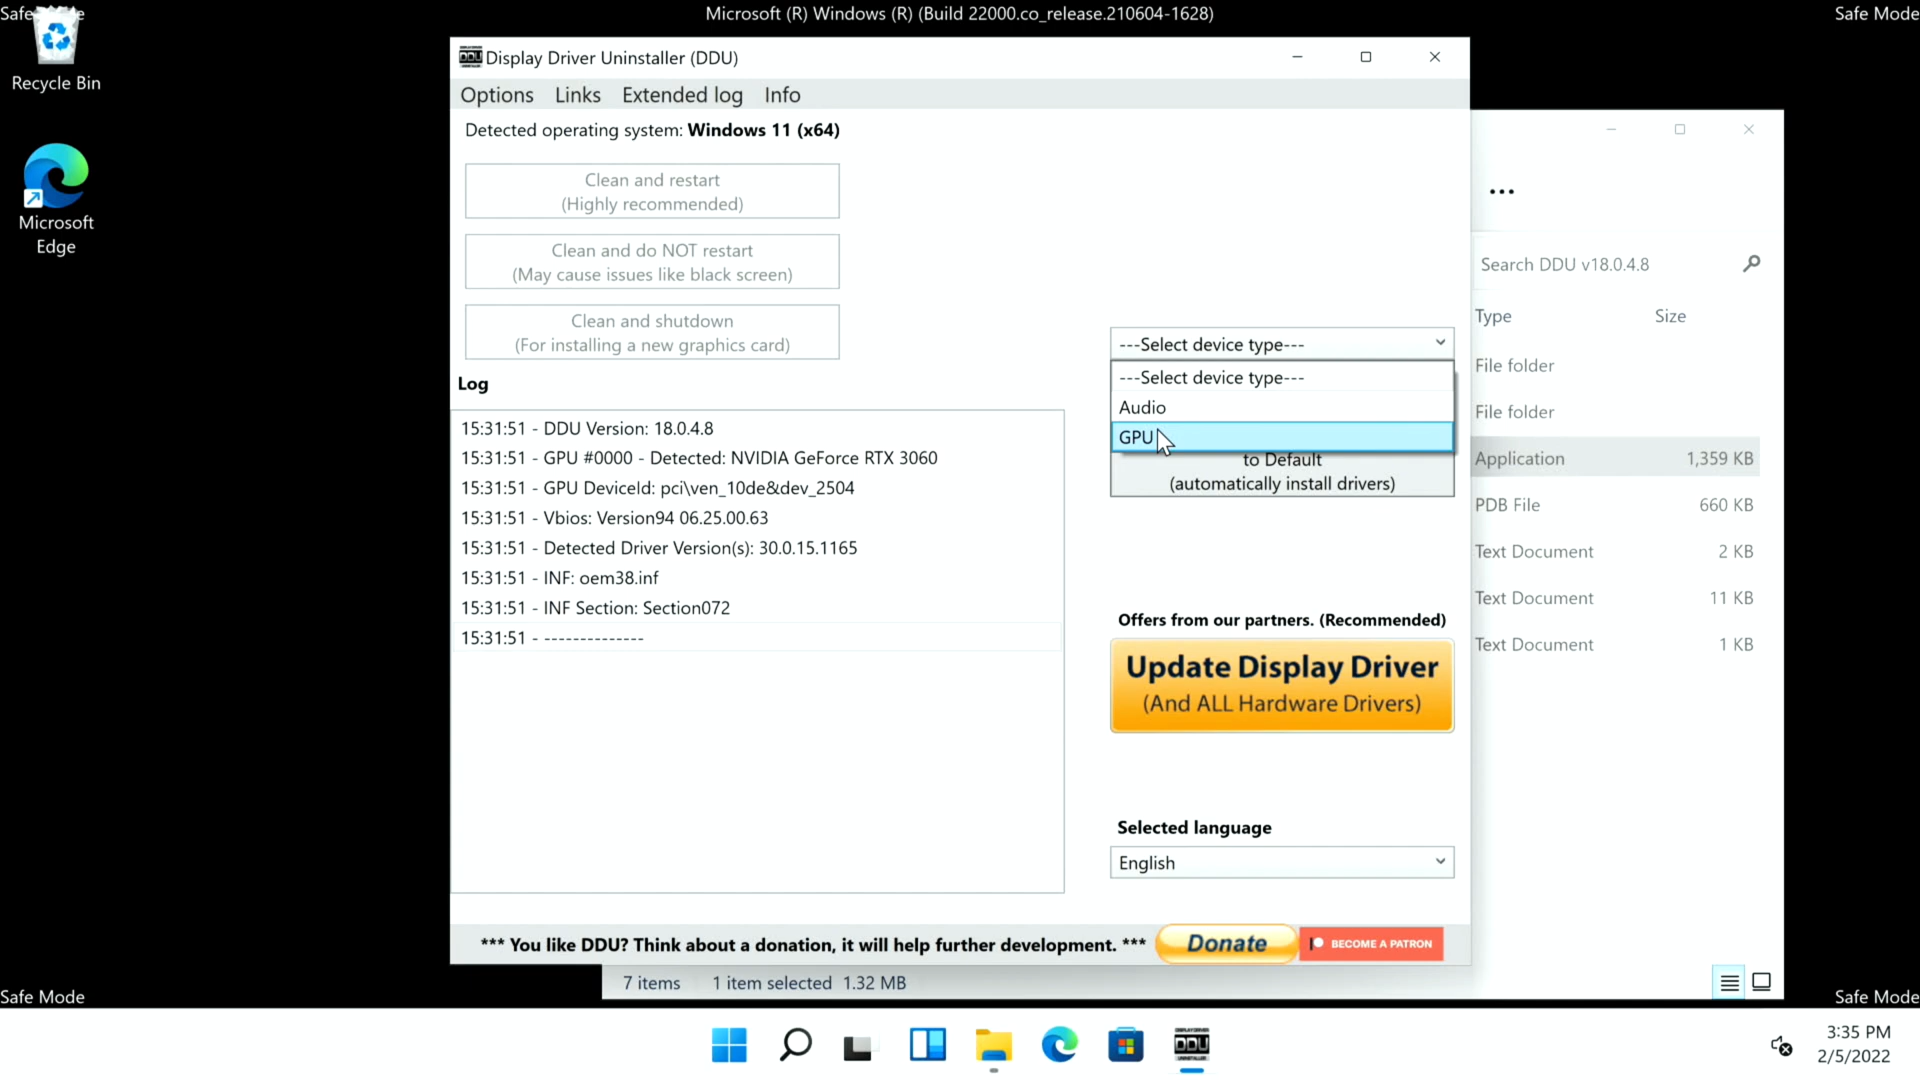 Microsoft (R) Windows (R) (Build 22000.co_release.210604-1628)
Safe Mode
Recycle Bin
Microsoft
Edge
Display Driver Uninstaller (DDU)
Options Links Extended log Info
Detected operating system: Windows 11 (x64)
Clean and restart
(Highly recommended)
Clean and do NOT restart
(May cause issues like black screen)
Clean and shutdown
(For installing a new graphics card)
Log
15:31:51 - DDU Version: 18.0.4.8
15:31:51 - GPU #0000 - Detected: NVIDIA GeForce RTX 3060
15:31:51 - GPU DeviceId: pci\ven_10de&dev_2504
15:31:51 - Vbios: Version94 06.25.00.63
15:31:51 - Detected Driver Version(s): 30.0.15.1165
15:31:51 - INF: oem38.inf
15:31:51 - INF Section: Section072
15:31:51 - --------------
---Select device type---
---Select device type---
Audio
GPU
to Default
(automatically install drivers)
Offers from our partners. (Recommended)
Update Display Driver
(And ALL Hardware Drivers)
Selected language
English
*** You like DDU? Think about a donation, it will help further development. ***
Donate
BECOME A PATRON
Search DDU v18.0.4.8
Type Size
File folder
File folder
Application 1,359 KB
PDB File 660 KB
Text Document 2 KB
Text Document 11 KB
Text Document 1 KB
7 items 1 item selected 1.32 MB
Safe Mode
Safe Mode
DDU
3:35 PM
2/5/2022